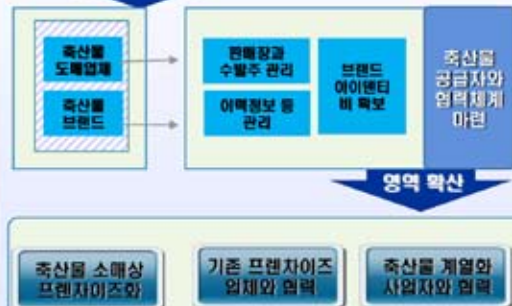 축산물
도매업체
판매장과
수발주 관리
브랜드
아이덴티
비 확보
축산물
공급자와
협력체계
마련
축산물
브랜드
이력정보 등
관리
영역 확산
축산물 소매상
프랜차이즈화
기존 프렌차이즈
업체와 협력
축산물 계열화
사업자와 협력